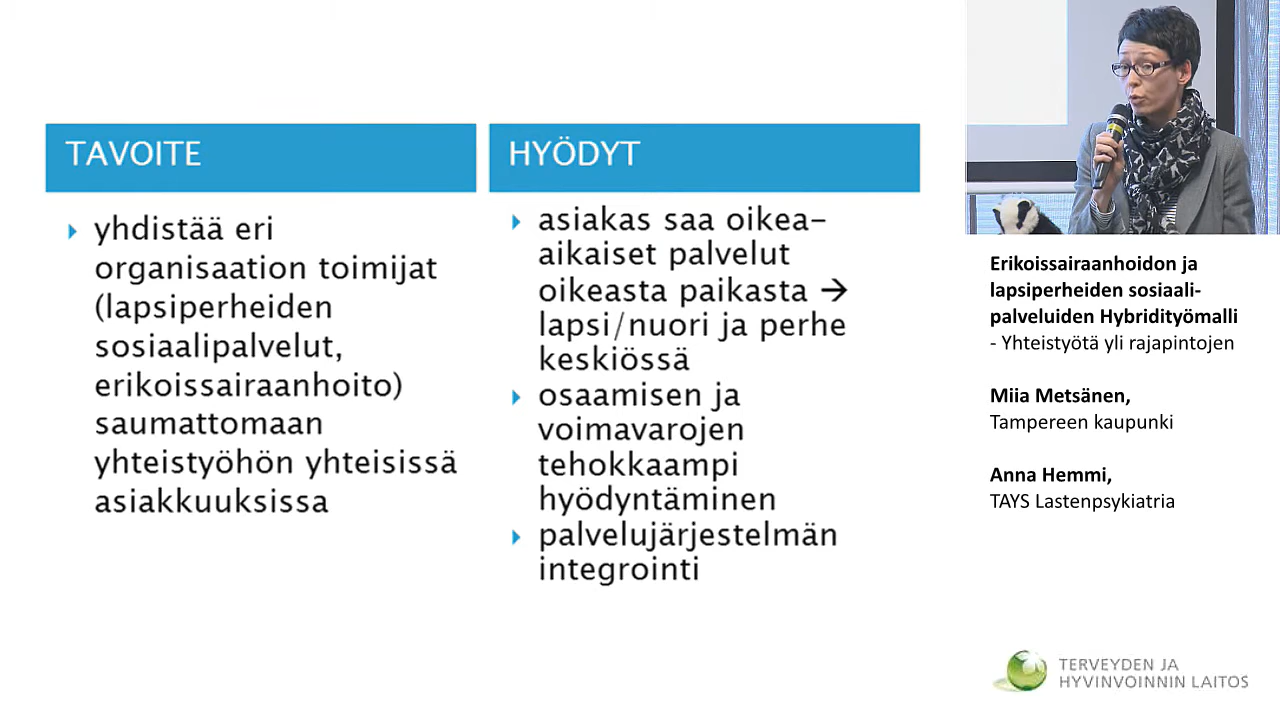 TAVOITE
yhdistää eri
organisaation toimijat
(lapsiperheiden
sosiaalipalvelut,
erikoissairaanhoito)
saumattomaan
yhteistyöhön yhteisissä
asiakkuuksissa
HYÖDYT
asiakas saa oikea-
aikaiset palvelut
oikeasta paikasta →
lapsi/nuori ja perhe
keskiössä
osaamisen ja
voimavarojen
tehokkaampi
hyödyntäminen
palvelujärjestelmän
integrointi
Erikoissairaanhoidon ja
lapsiperheiden sosiaali-
palveluiden Hybridityömalli
- Yhteistyötä yli rajapintojen
Miia Metsänen,
Tampereen kaupunki
Anna Hemmi,
TAYS Lastenpsykiatria
TERVEYDEN JA
HYVINVOINNIN LAITOS